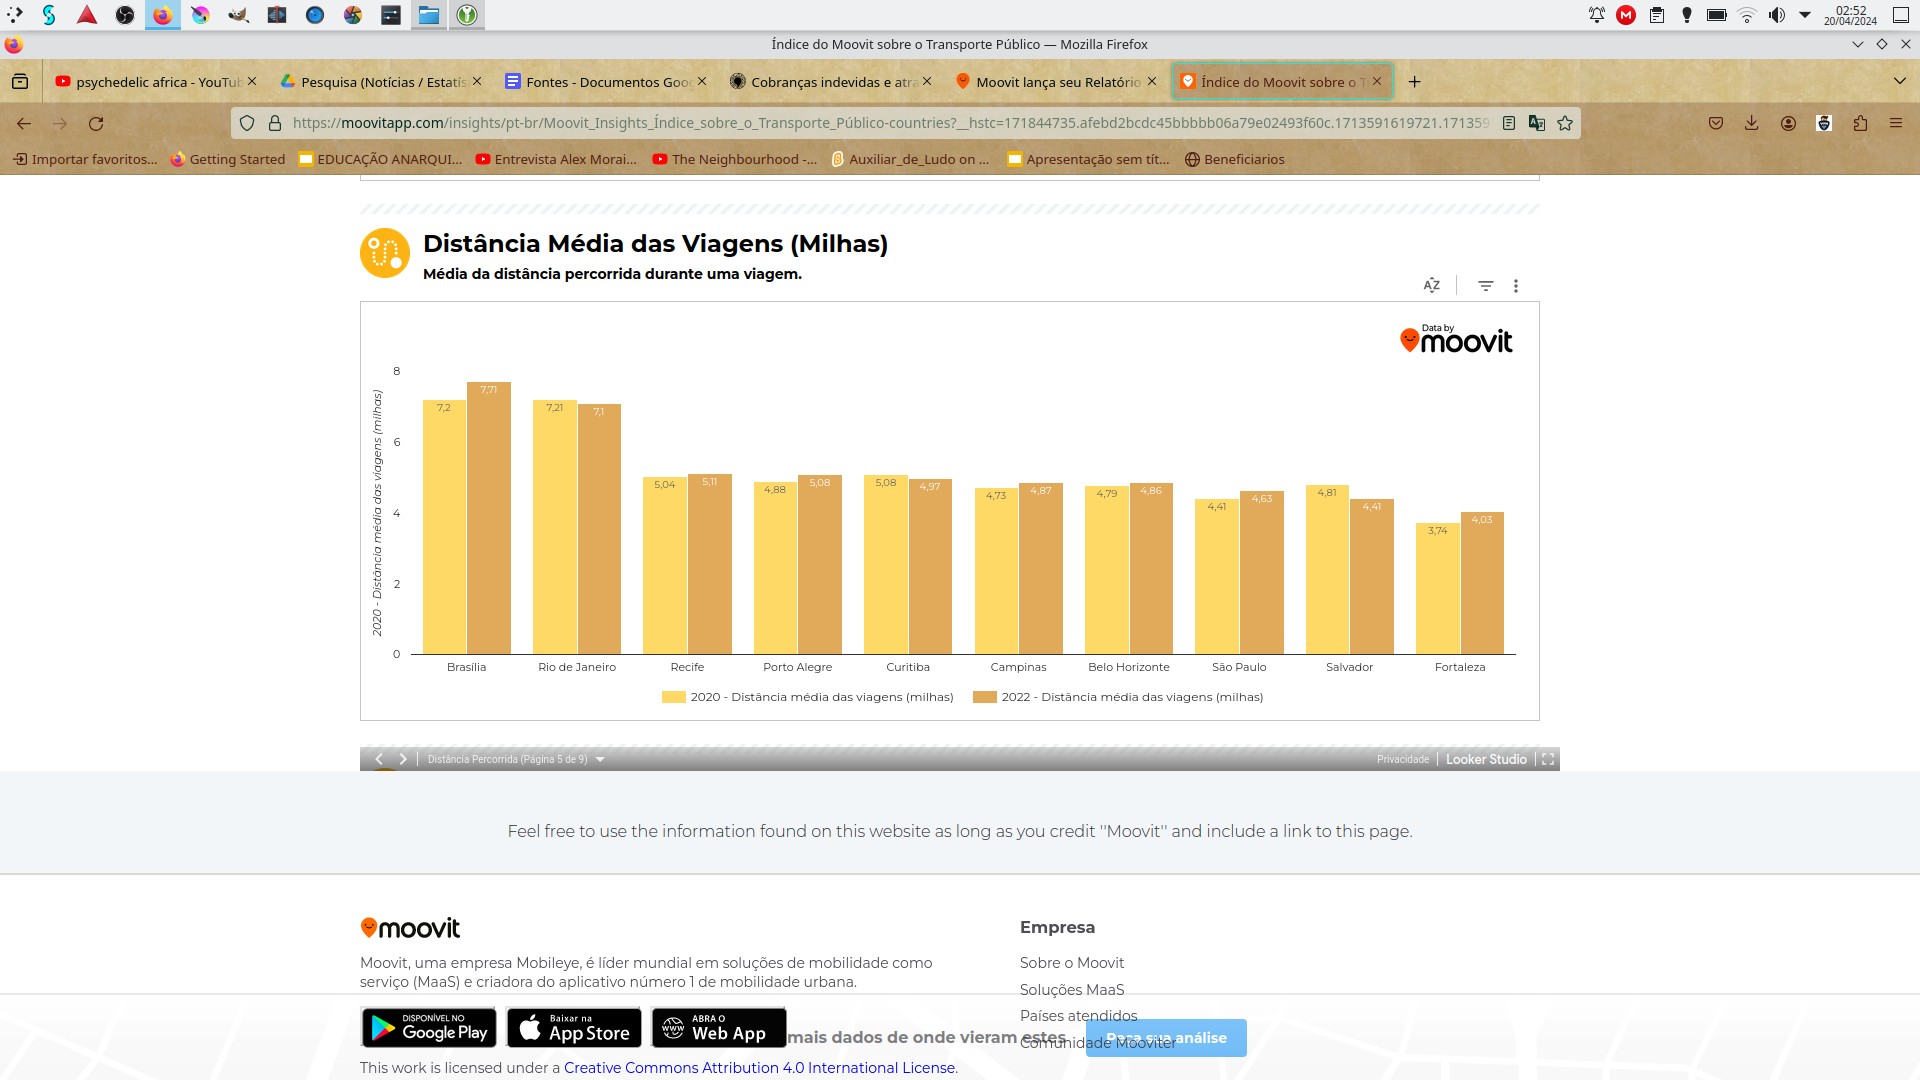 02:52
20/04/2024
Índice do Moovit sobre o Transporte Público — Mozilla Firefox
psychedelic africa - YouTub
Pesquisa (Notícias / Estatís
Fontes - Documentos Goo
Cobranças indevidas e atra
Moovit lança seu Relatório
Índice do Moovit sobre o T
https://moovitapp.com/insights/pt-br/Moovit_Insights_Índice_sobre_o_Transporte_Público-countries?__hstc=171844735.afebd2bcdc45bbbbb06a79e02493f60c.1713591619721.171359
Importar favoritos...
Getting Started
EDUCAÇÃO ANARQUI...
Entrevista Alex Morai...
The Neighbourhood -...
Auxiliar_de_Ludo on ...
Apresentação sem tít...
Beneficiarios
Distância Média das Viagens (Milhas)
Média da distância percorrida durante uma viagem.
AZ
Data by
moovit
2020 - Distância média das viagens (milhas)
8
6
4
2
0
7,2
7,71
7,21
7,1
5,04
5,11
4,88
5,08
5,08
4,97
4,73
4,87
4,79
4,86
4,41
4,63
4,81
4,41
3,74
4,03
Brasília
Rio de Janeiro
Recife
Porto Alegre
Curitiba
Campinas
Belo Horizonte
São Paulo
Salvador
Fortaleza
2020 - Distância média das viagens (milhas)
2022 - Distância média das viagens (milhas)
Distância Percorrida (Página 5 de 9)
Privacidade
Looker Studio
Feel free to use the information found on this website as long as you credit "Moovit" and include a link to this page.
moovit
Moovit, uma empresa Mobileye, é líder mundial em soluções de mobilidade como
serviço (MaaS) e criadora do aplicativo número 1 de mobilidade urbana.
DISPONÍVEL NO
Google Play
Baixar na
App Store
www
ABRA O
Web App
This work is licensed under a Creative Commons Attribution 4.0 International License.
Empresa
Sobre o Moovit
Soluções MaaS
Países atendidos
Comunidade Mooviter
mais dados de onde vieram estes
Peça sua análise